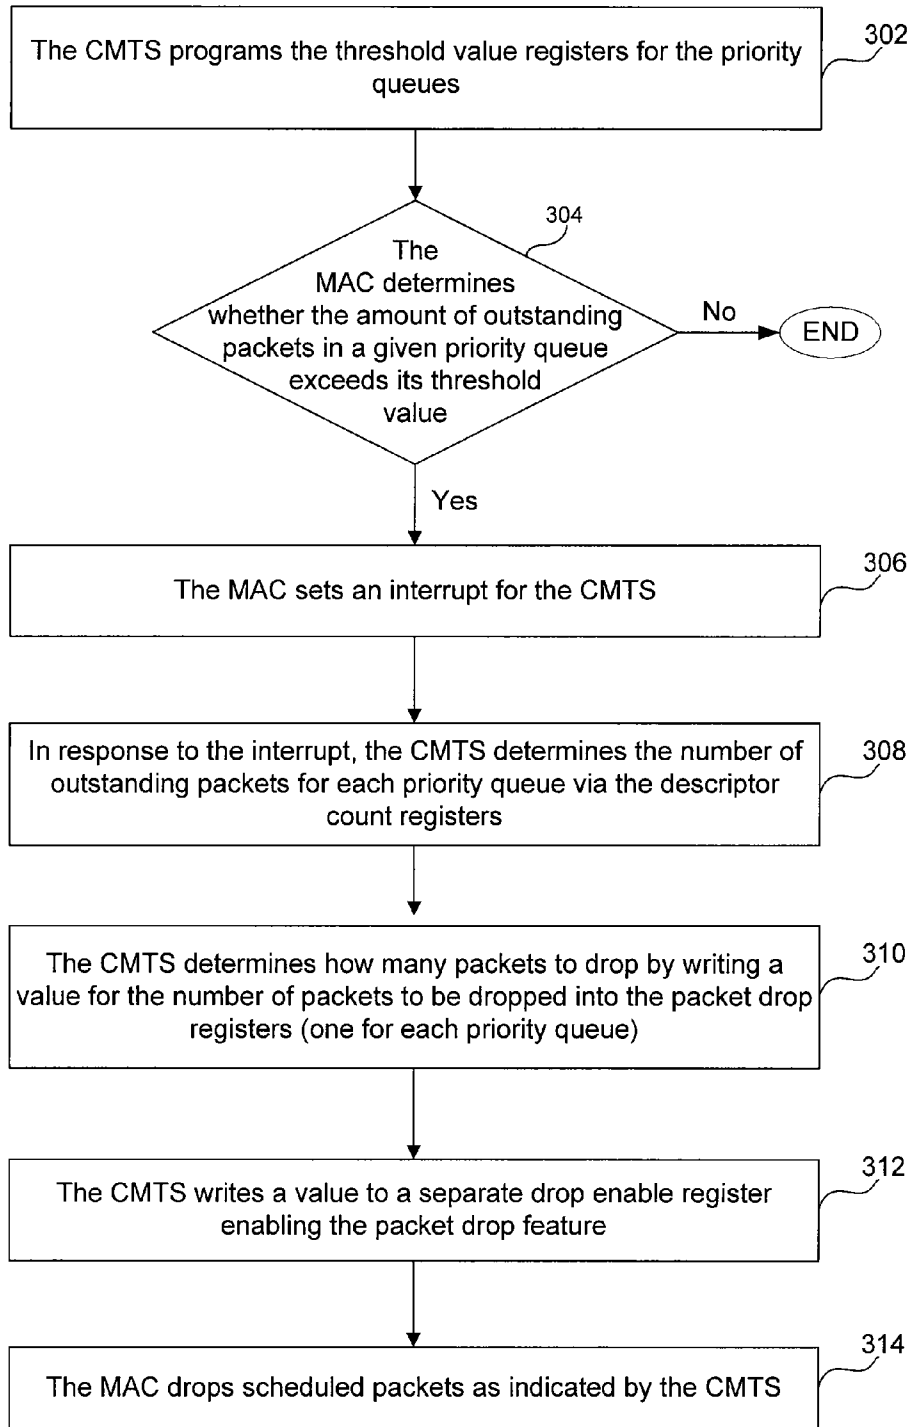 The CMTS programs the threshold value registers for the priority
queues
302
304
The
MAC determines
whether the amount of outstanding
packets in a given priority queue
exceeds its threshold
value
No
END
Yes
The MAC sets an interrupt for the CMTS
306
In response to the interrupt, the CMTS determines the number of
outstanding packets for each priority queue via the descriptor
count registers
308
The CMTS determines how many packets to drop by writing a
value for the number of packets to be dropped into the packet drop
registers (one for each priority queue)
310
The CMTS writes a value to a separate drop enable register
enabling the packet drop feature
312
The MAC drops scheduled packets as indicated by the CMTS
314